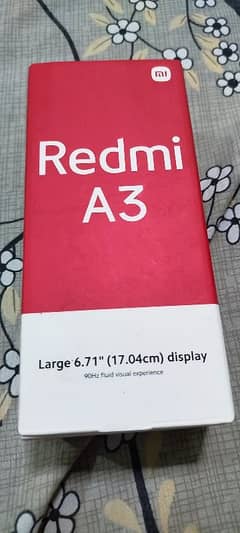 mi
Redmi
A3
Large 6.71" (17.04cm) display
90Hz fluid visual experience